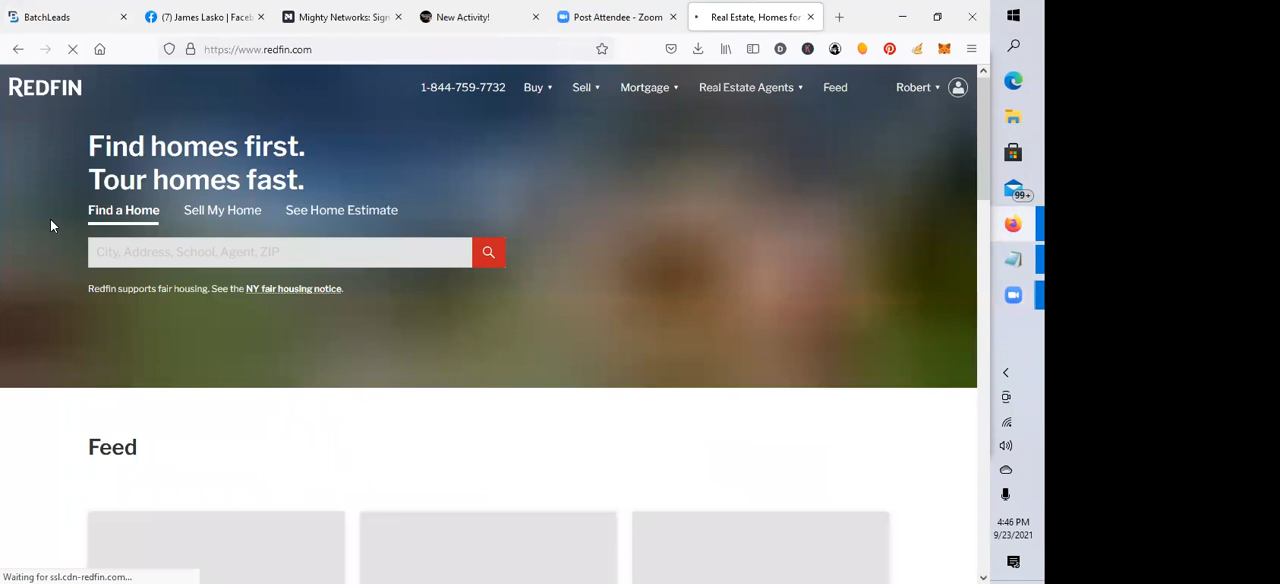 BatchLeads
(7) James Lasko | Faceb
Mighty Networks: Sign
New Activity!
Post Attendee - Zoom
Real Estate, Homes for
https://www.redfin.com
REDFIN
1-844-759-7732
Buy
Sell
Mortgage
Real Estate Agents
Feed
Robert
Find homes first.
Tour homes fast.
Find a Home
Sell My Home
See Home Estimate
City, Address, School, Agent, ZIP
Redfin supports fair housing. See the NY fair housing notice.
Feed
Waiting for ssl.cdn-redfin.com...
99+
4:46 PM
9/23/2021